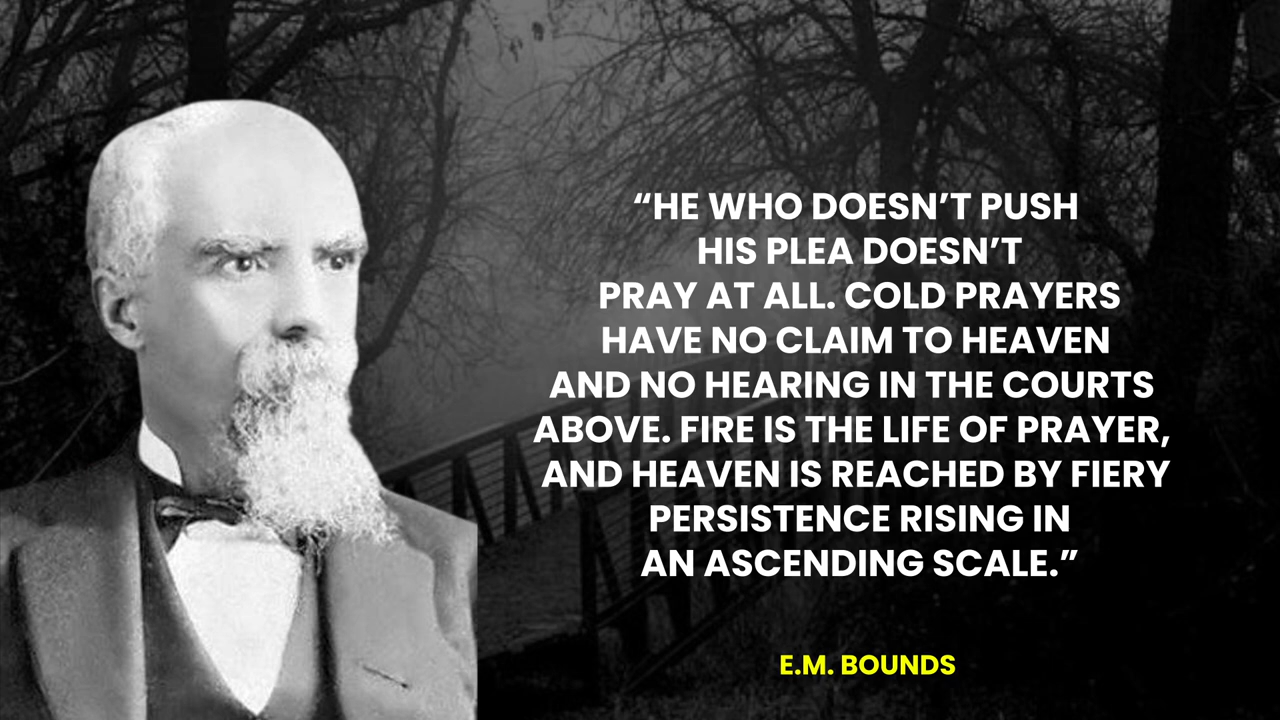 “HE WHO DOESN’T PUSH
HIS PLEA DOESN’T
PRAY AT ALL. COLD PRAYERS
HAVE NO CLAIM TO HEAVEN
AND NO HEARING IN THE COURTS
ABOVE. FIRE IS THE LIFE OF PRAYER,
AND HEAVEN IS REACHED BY FIERY
PERSISTENCE RISING IN
AN ASCENDING SCALE.”
E.M. BOUNDS